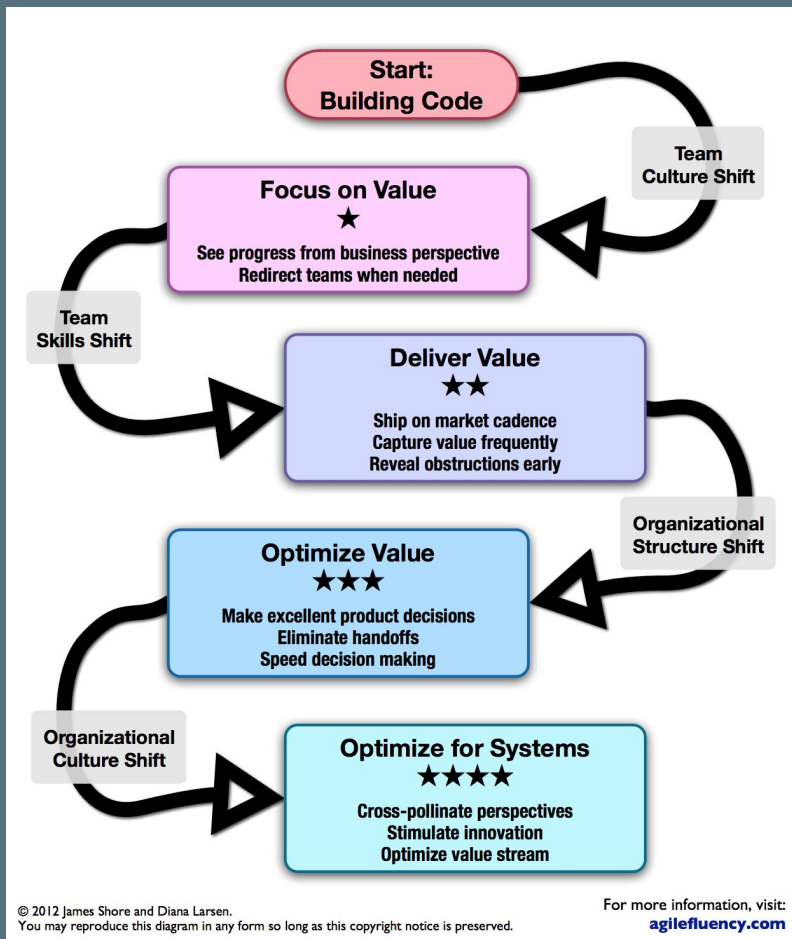 Start:
Building Code
Team
Culture Shift
Focus on Value
★
See progress from business perspective
Redirect teams when needed
Team
Skills Shift
Deliver Value
★★
Ship on market cadence
Capture value frequently
Reveal obstructions early
Organizational
Structure Shift
Optimize Value
★★★
Make excellent product decisions
Eliminate handoffs
Speed decision making
Organizational
Culture Shift
Optimize for Systems
★★★★
Cross-pollinate perspectives
Stimulate innovation
Optimize value stream
© 2012 James Shore and Diana Larsen.
You may reproduce this diagram in any form so long as this copyright notice is preserved.
For more information, visit:
agilefluency.com